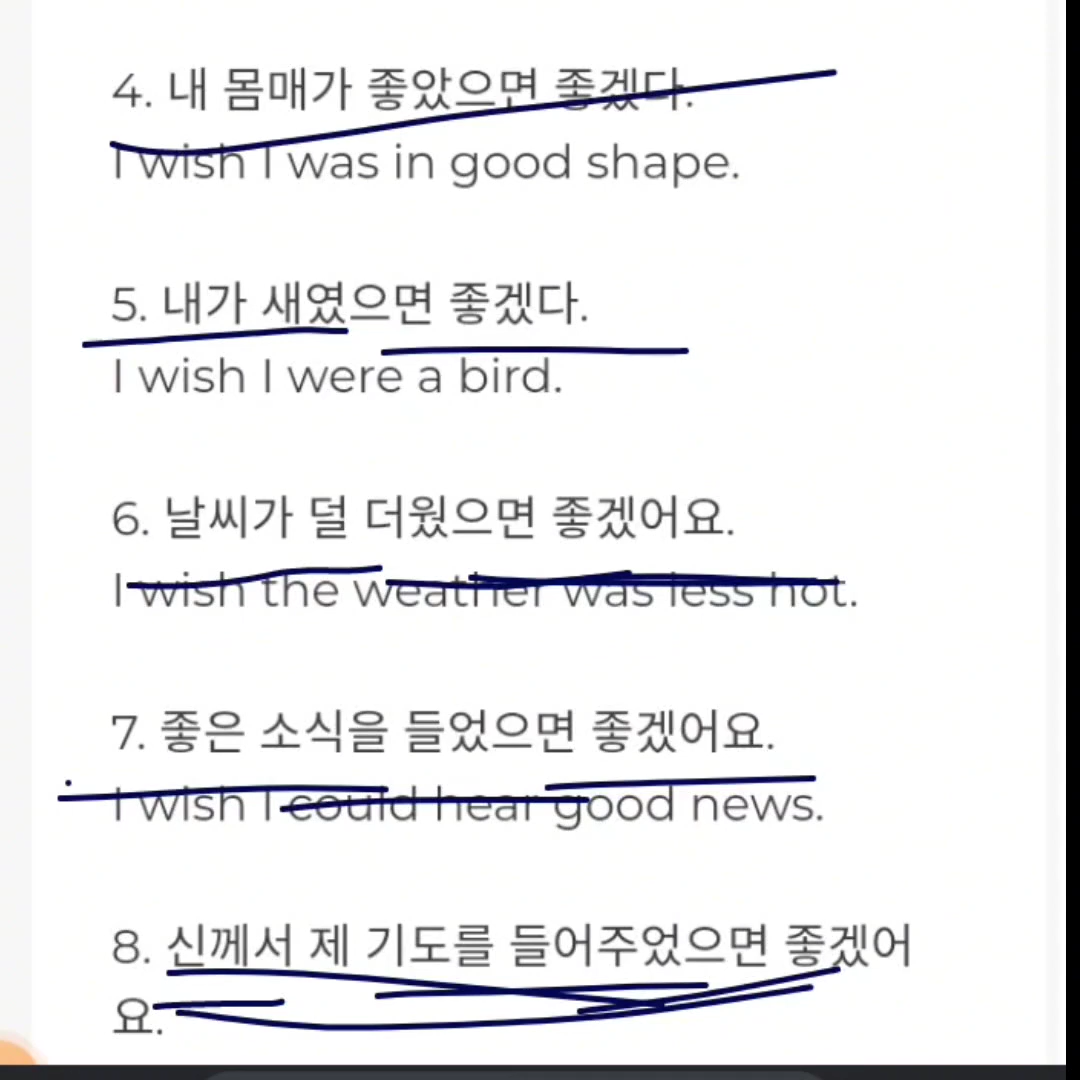 4. 내 몸매가 좋았으면 좋겠다.
I wish I was in good shape.
5. 내가 새였으면 좋겠다.
I wish I were a bird.
6. 날씨가 덜 더웠으면 좋겠어요.
I wish the weather was less hot.
7. 좋은 소식을 들었으면 좋겠어요.
I wish I could hear good news.
8. 신께서 제 기도를 들어주었으면 좋겠어
요.